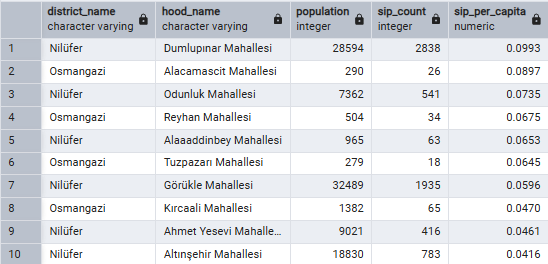 district_name hood_name population sip_count sip_per_capita
character varying character varying integer integer numeric
1 Nilüfer Dumlupınar Mahallesi 28594 2838 0.0993
2 Osmangazi Alacamascit Mahallesi 290 26 0.0897
3 Nilüfer Odunluk Mahallesi 7362 541 0.0735
4 Osmangazi Reyhan Mahallesi 504 34 0.0675
5 Nilüfer Alaaaddinbey Mahallesi 965 63 0.0653
6 Osmangazi Tuzpazarı Mahallesi 279 18 0.0645
7 Nilüfer Görükle Mahallesi 32489 1935 0.0596
8 Osmangazi Kırcaali Mahallesi 1382 65 0.0470
9 Nilüfer Ahmet Yesevi Mahalle... 9021 416 0.0461
10 Nilüfer Altınşehir Mahallesi 18830 783 0.0416